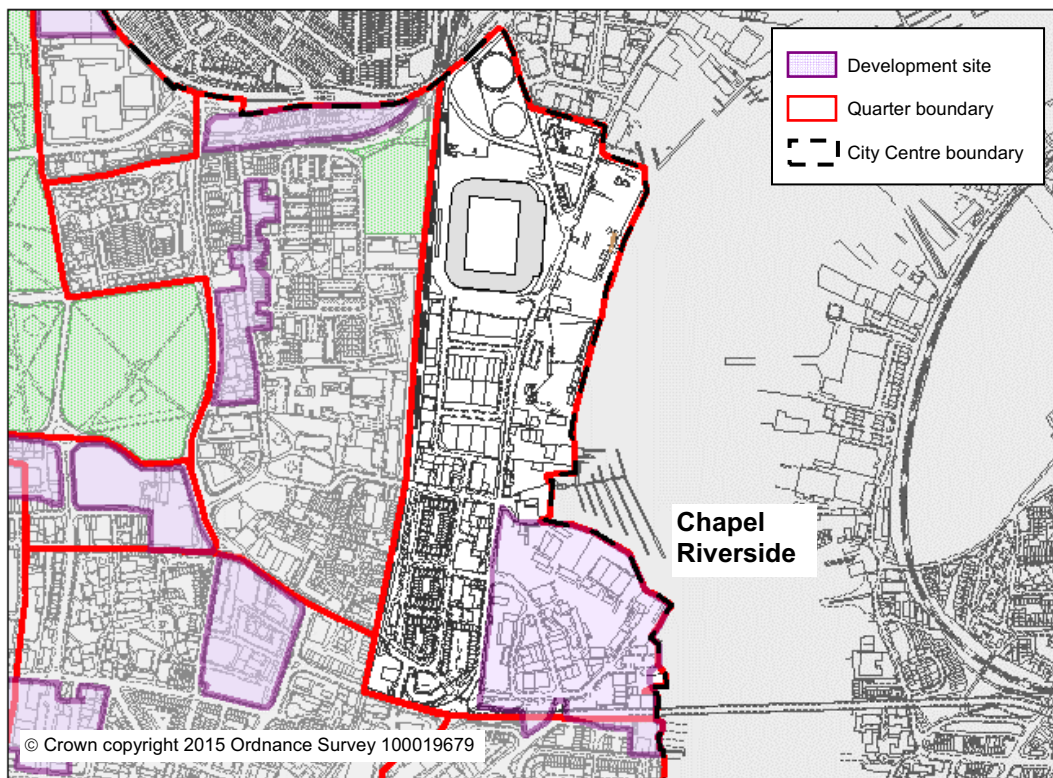 Development site
Quarter boundary
City Centre boundary
Chapel
Riverside
© Crown copyright 2015 Ordnance Survey 100019679